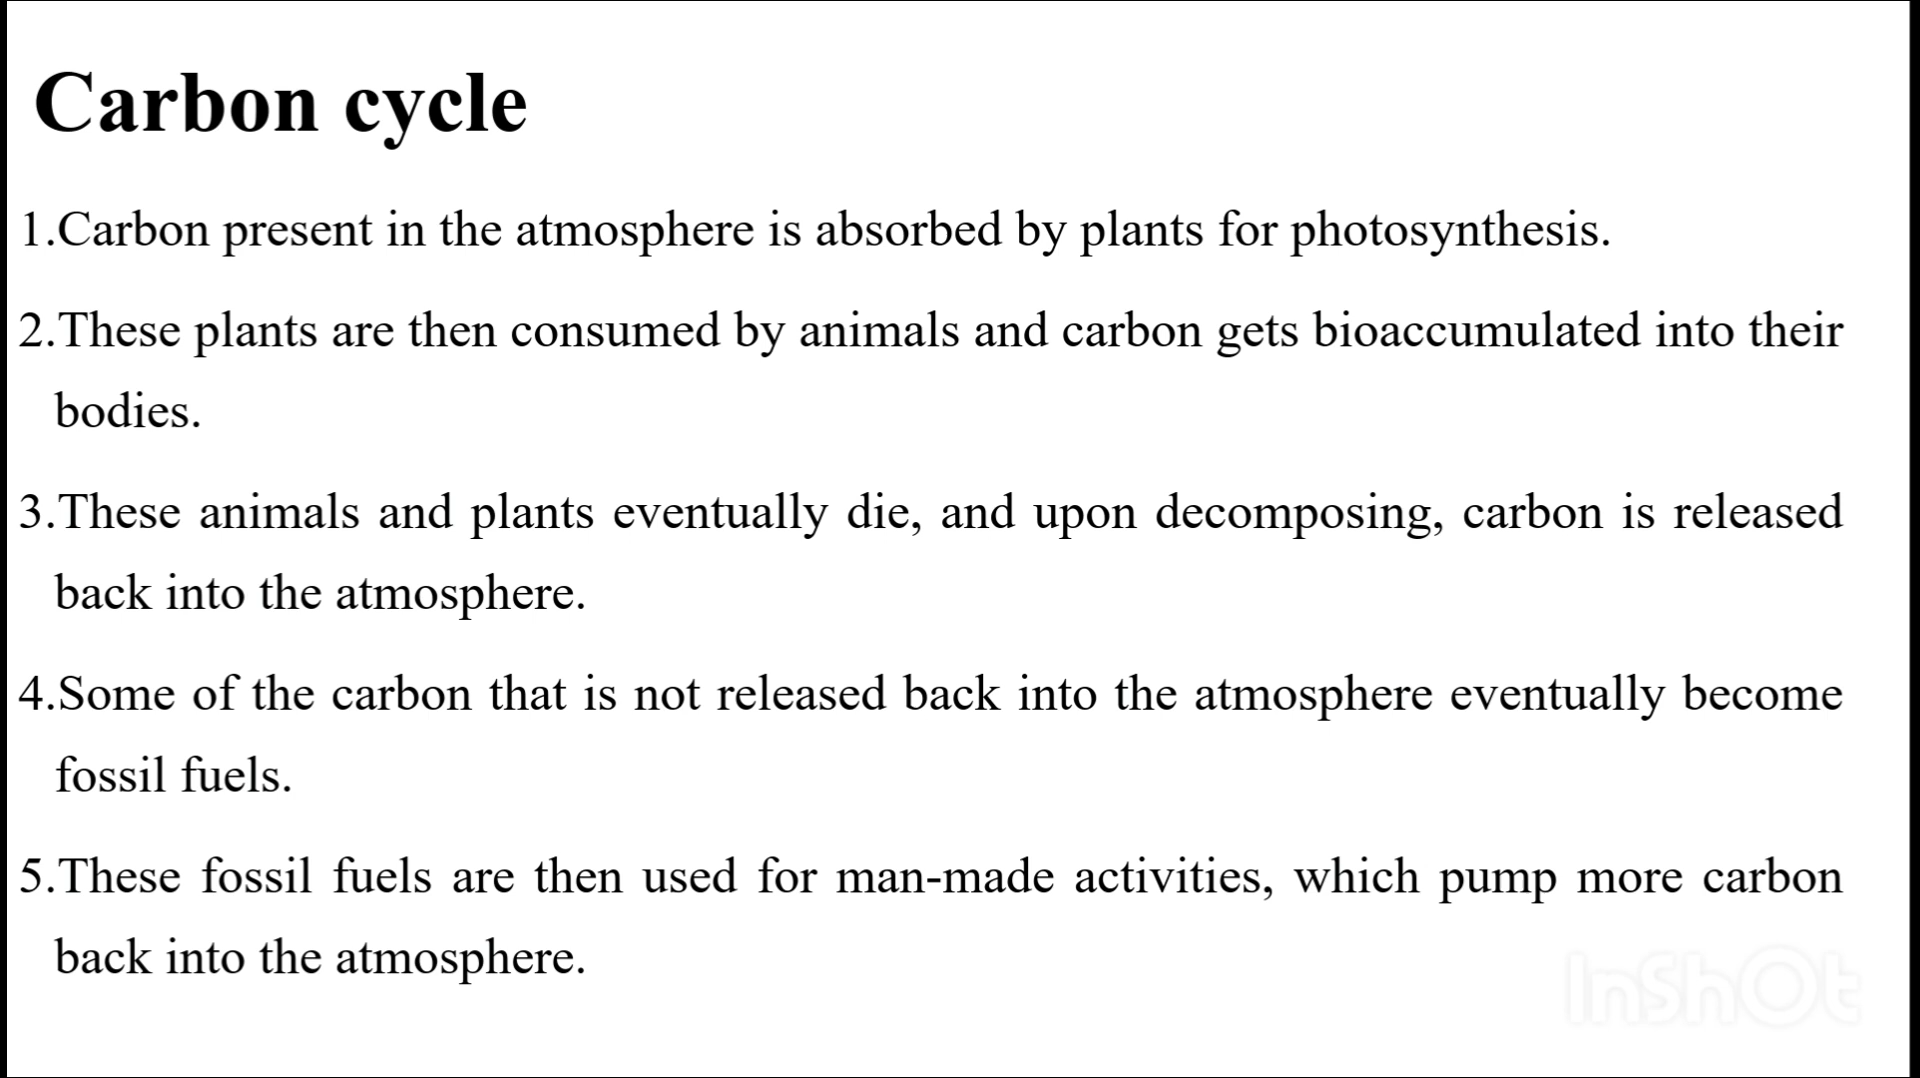 Carbon cycle
1.Carbon present in the atmosphere is absorbed by plants for photosynthesis.
2.These plants are then consumed by animals and carbon gets bioaccumulated into their
bodies.
3.These animals and plants eventually die, and upon decomposing, carbon is released
back into the atmosphere.
4.Some of the carbon that is not released back into the atmosphere eventually become
fossil fuels.
5.These fossil fuels are then used for man-made activities, which pump more carbon
back into the atmosphere.
InShOt